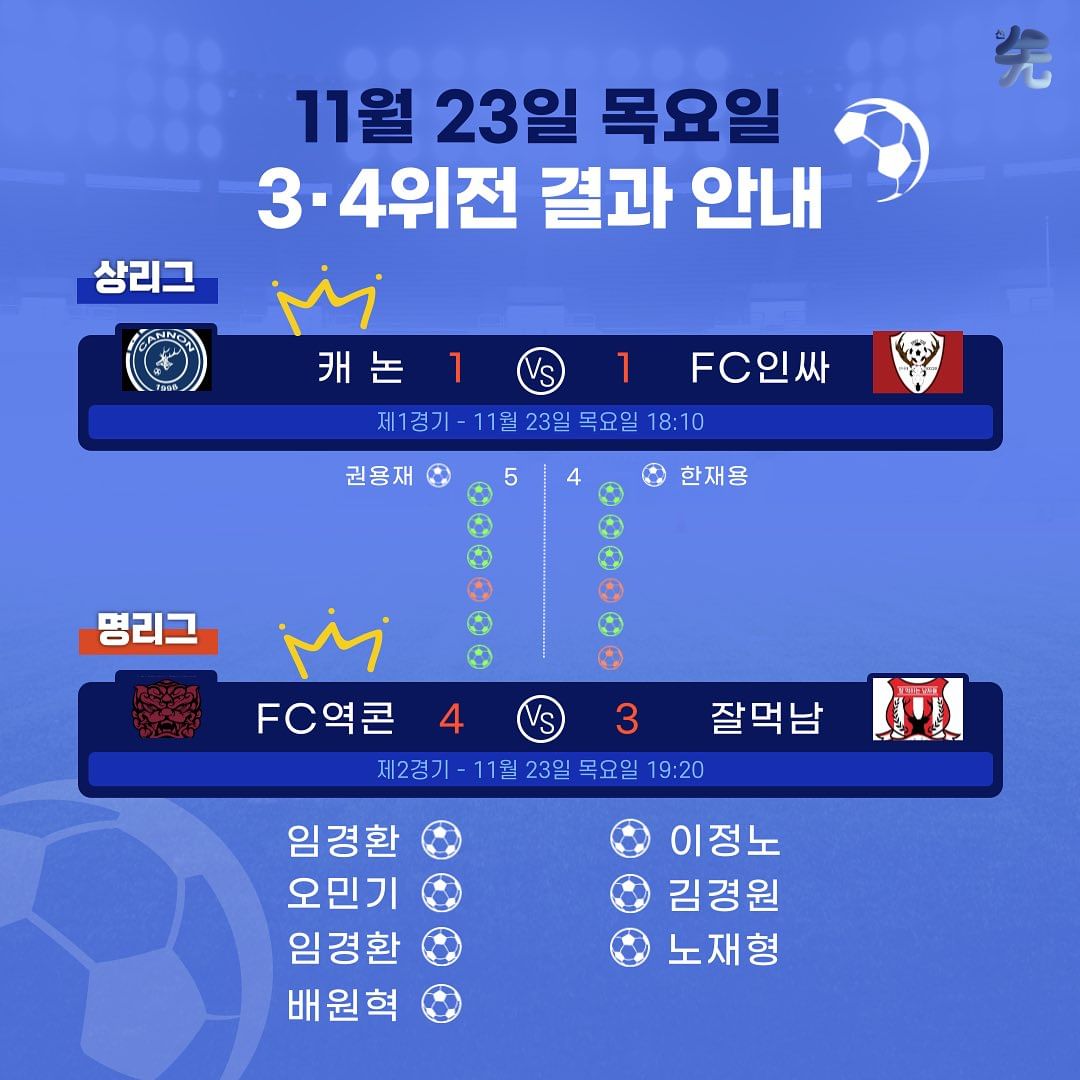 11월 23일 목요일
3·4위전 결과 안내
상리그
CANNON
1998
캐 논 1 VS 1 FC인싸
제1경기 - 11월 23일 목요일 18:10
권용재 5 4 한재용
명리그
FC역콘 4 VS 3 잘먹남
제2경기 - 11월 23일 목요일 19:20
임경환 이정노
오민기 김경원
임경환 노재형
배원혁